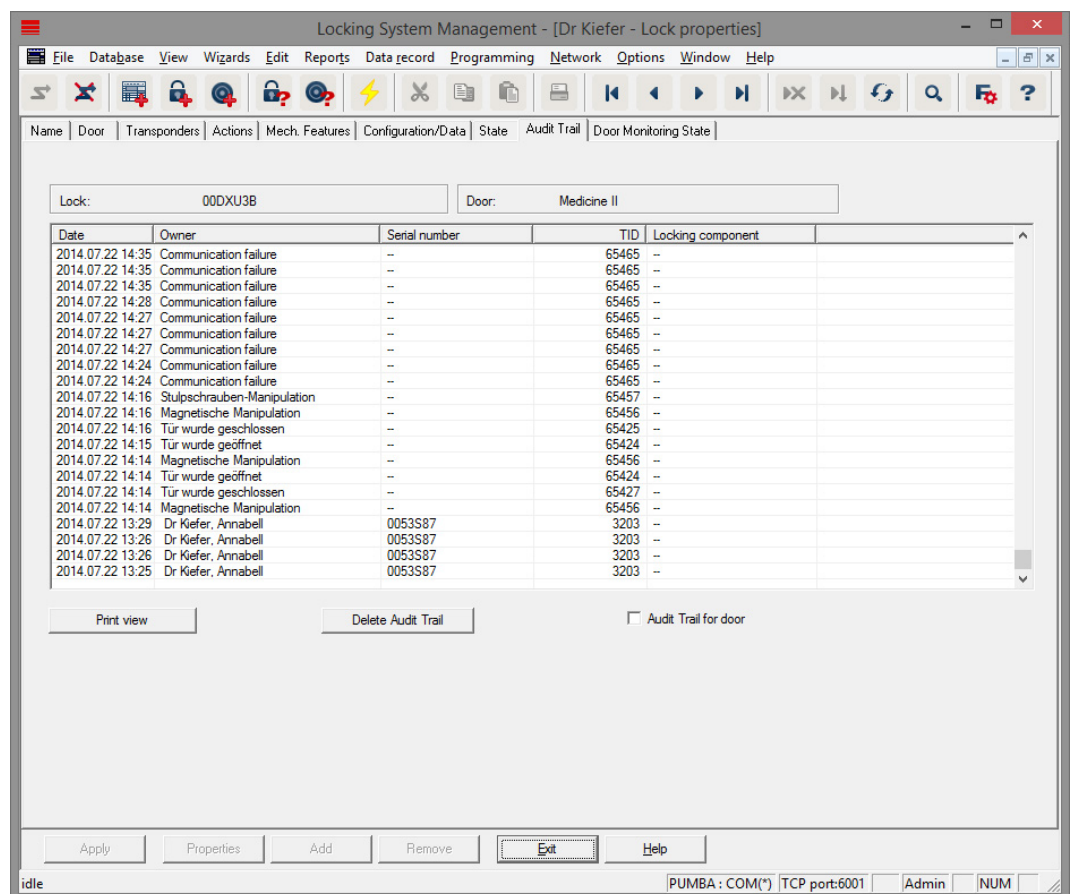 Locking System Management - [Dr Kiefer - Lock properties]
File Database View Wizards Edit Reports Data record Programming Network Options Window Help
Name Door Transponders Actions Mech. Features Configuration/Data State Audit Trail Door Monitoring State
Lock: 00DXU3B Door: Medicine II
Date Owner Serial number TID Locking component
2014.07.22 14:35 Communication failure -- 65465 --
2014.07.22 14:35 Communication failure -- 65465 --
2014.07.22 14:35 Communication failure -- 65465 --
2014.07.22 14:28 Communication failure -- 65465 --
2014.07.22 14:27 Communication failure -- 65465 --
2014.07.22 14:27 Communication failure -- 65465 --
2014.07.22 14:27 Communication failure -- 65465 --
2014.07.22 14:24 Communication failure -- 65465 --
2014.07.22 14:24 Communication failure -- 65465 --
2014.07.22 14:16 Stulpschrauben-Manipulation -- 65457 --
2014.07.22 14:16 Magnetische Manipulation -- 65456 --
2014.07.22 14:16 Tür wurde geschlossen -- 65425 --
2014.07.22 14:15 Tür wurde geöffnet -- 65424 --
2014.07.22 14:14 Magnetische Manipulation -- 65456 --
2014.07.22 14:14 Tür wurde geöffnet -- 65424 --
2014.07.22 14:14 Tür wurde geschlossen -- 65427 --
2014.07.22 14:14 Magnetische Manipulation -- 65456 --
2014.07.22 13:29 Dr Kiefer, Annabell 0053S87 3203 --
2014.07.22 13:26 Dr Kiefer, Annabell 0053S87 3203 --
2014.07.22 13:26 Dr Kiefer, Annabell 0053S87 3203 --
2014.07.22 13:25 Dr Kiefer, Annabell 0053S87 3203 --
Print view Delete Audit Trail Audit Trail for door
Apply Properties Add Remove Exit Help
idle PUMBA : COM(*) TCP port:6001 Admin NUM